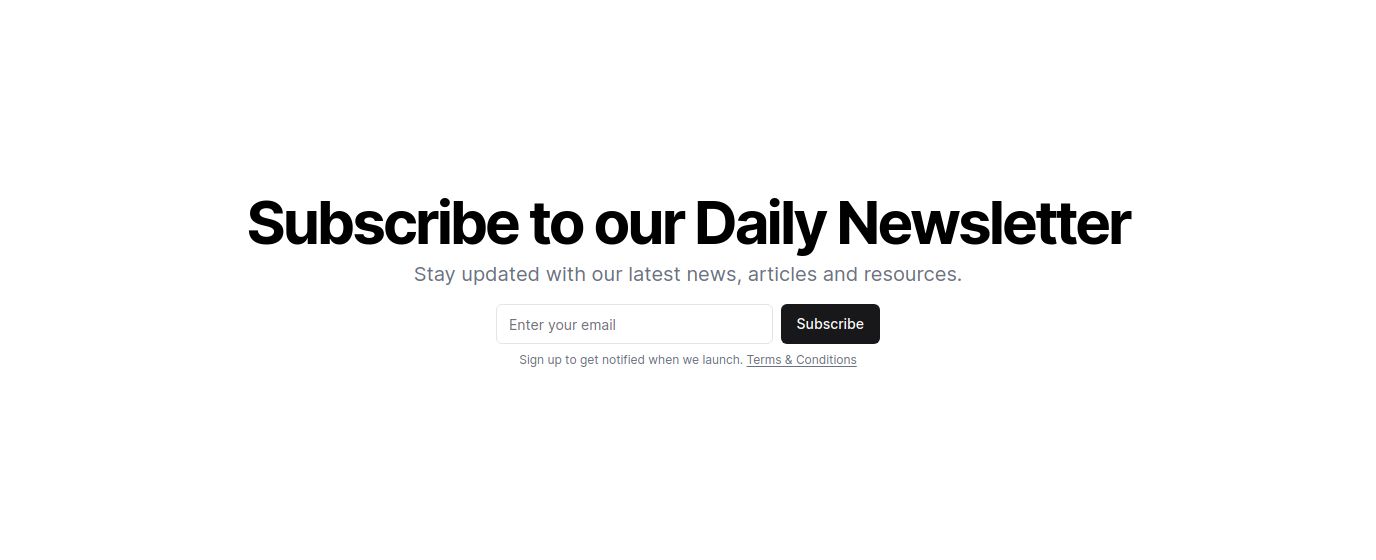 Subscribe to our Daily Newsletter
Stay updated with our latest news, articles and resources.
Enter your email
Subscribe
Sign up to get notified when we launch. Terms & Conditions